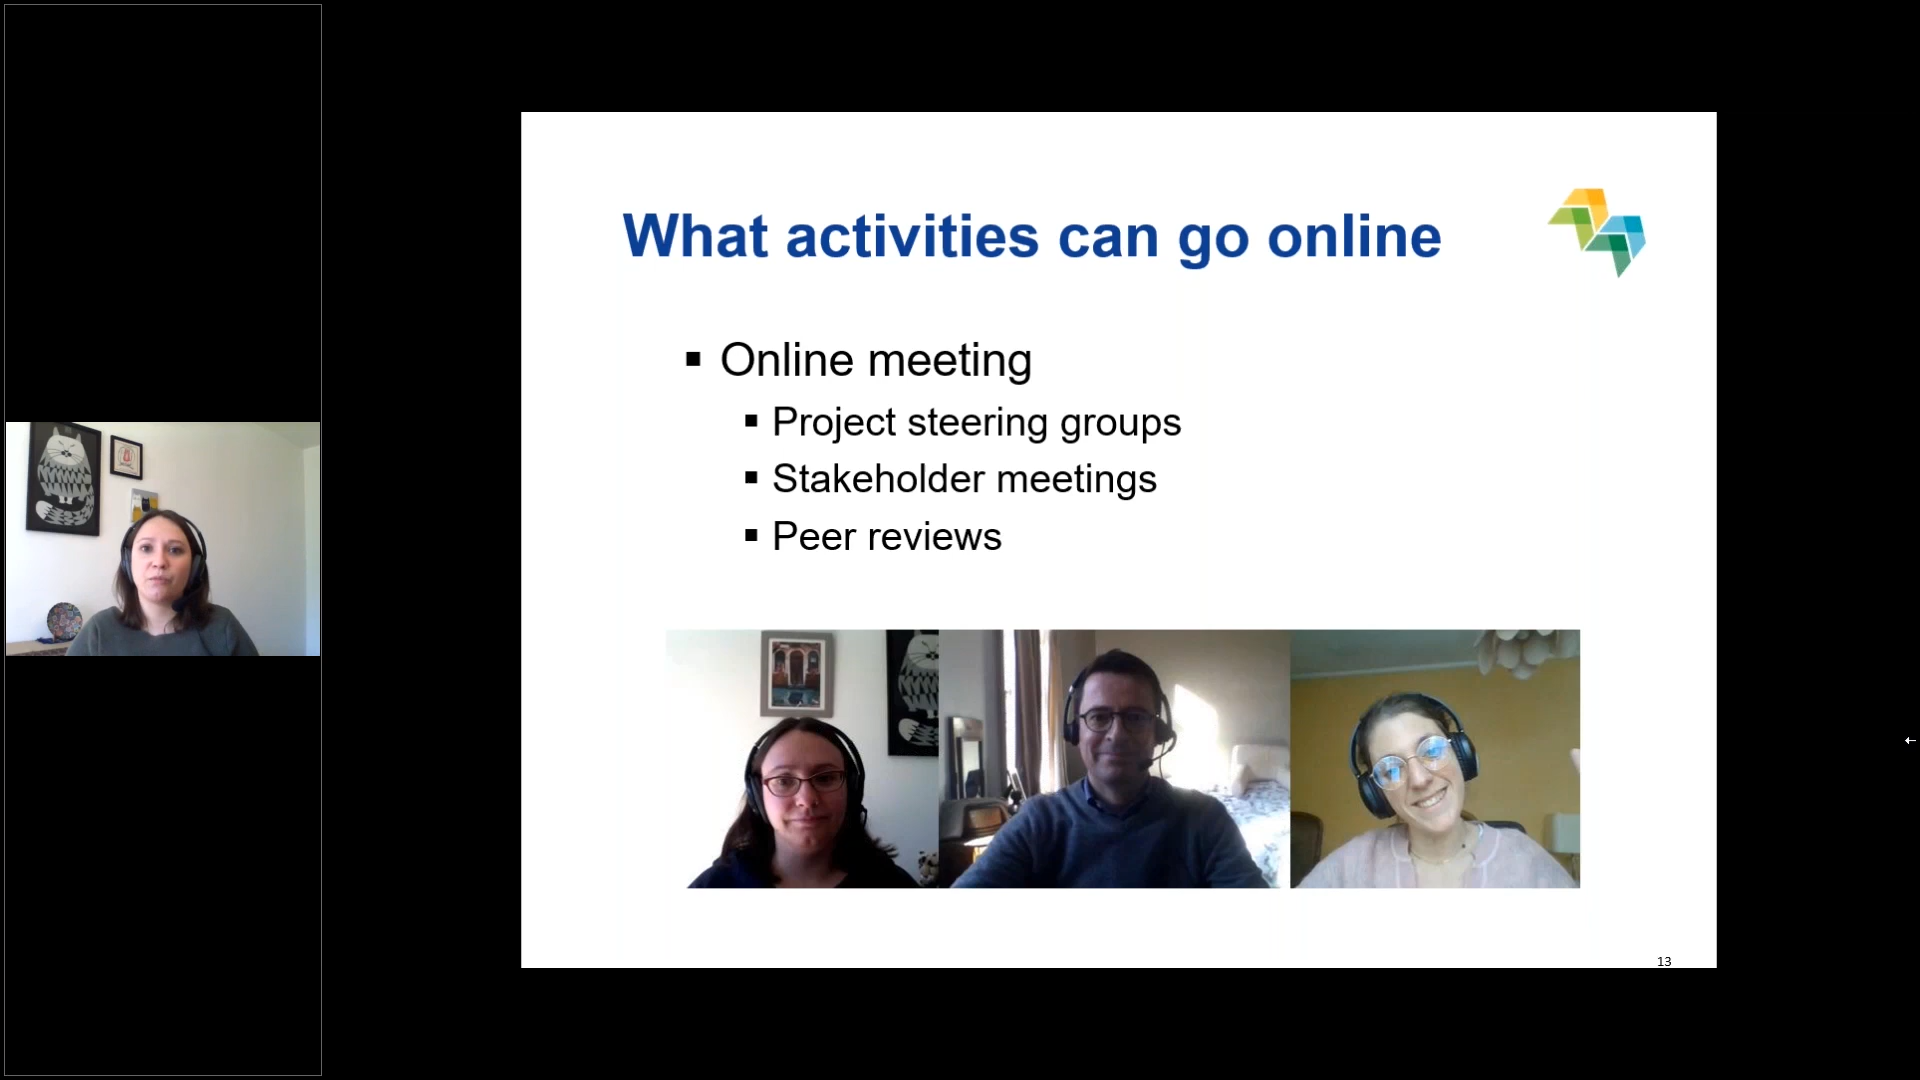 What activities can go online
▪ Online meeting
▪ Project steering groups
▪ Stakeholder meetings
▪ Peer reviews
13